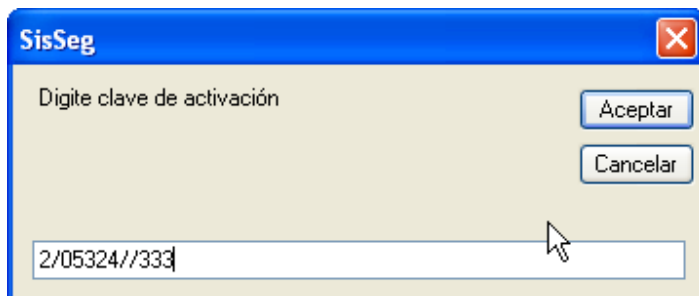 SisSeg
Digite clave de activación
Aceptar
Cancelar
2/05324//333